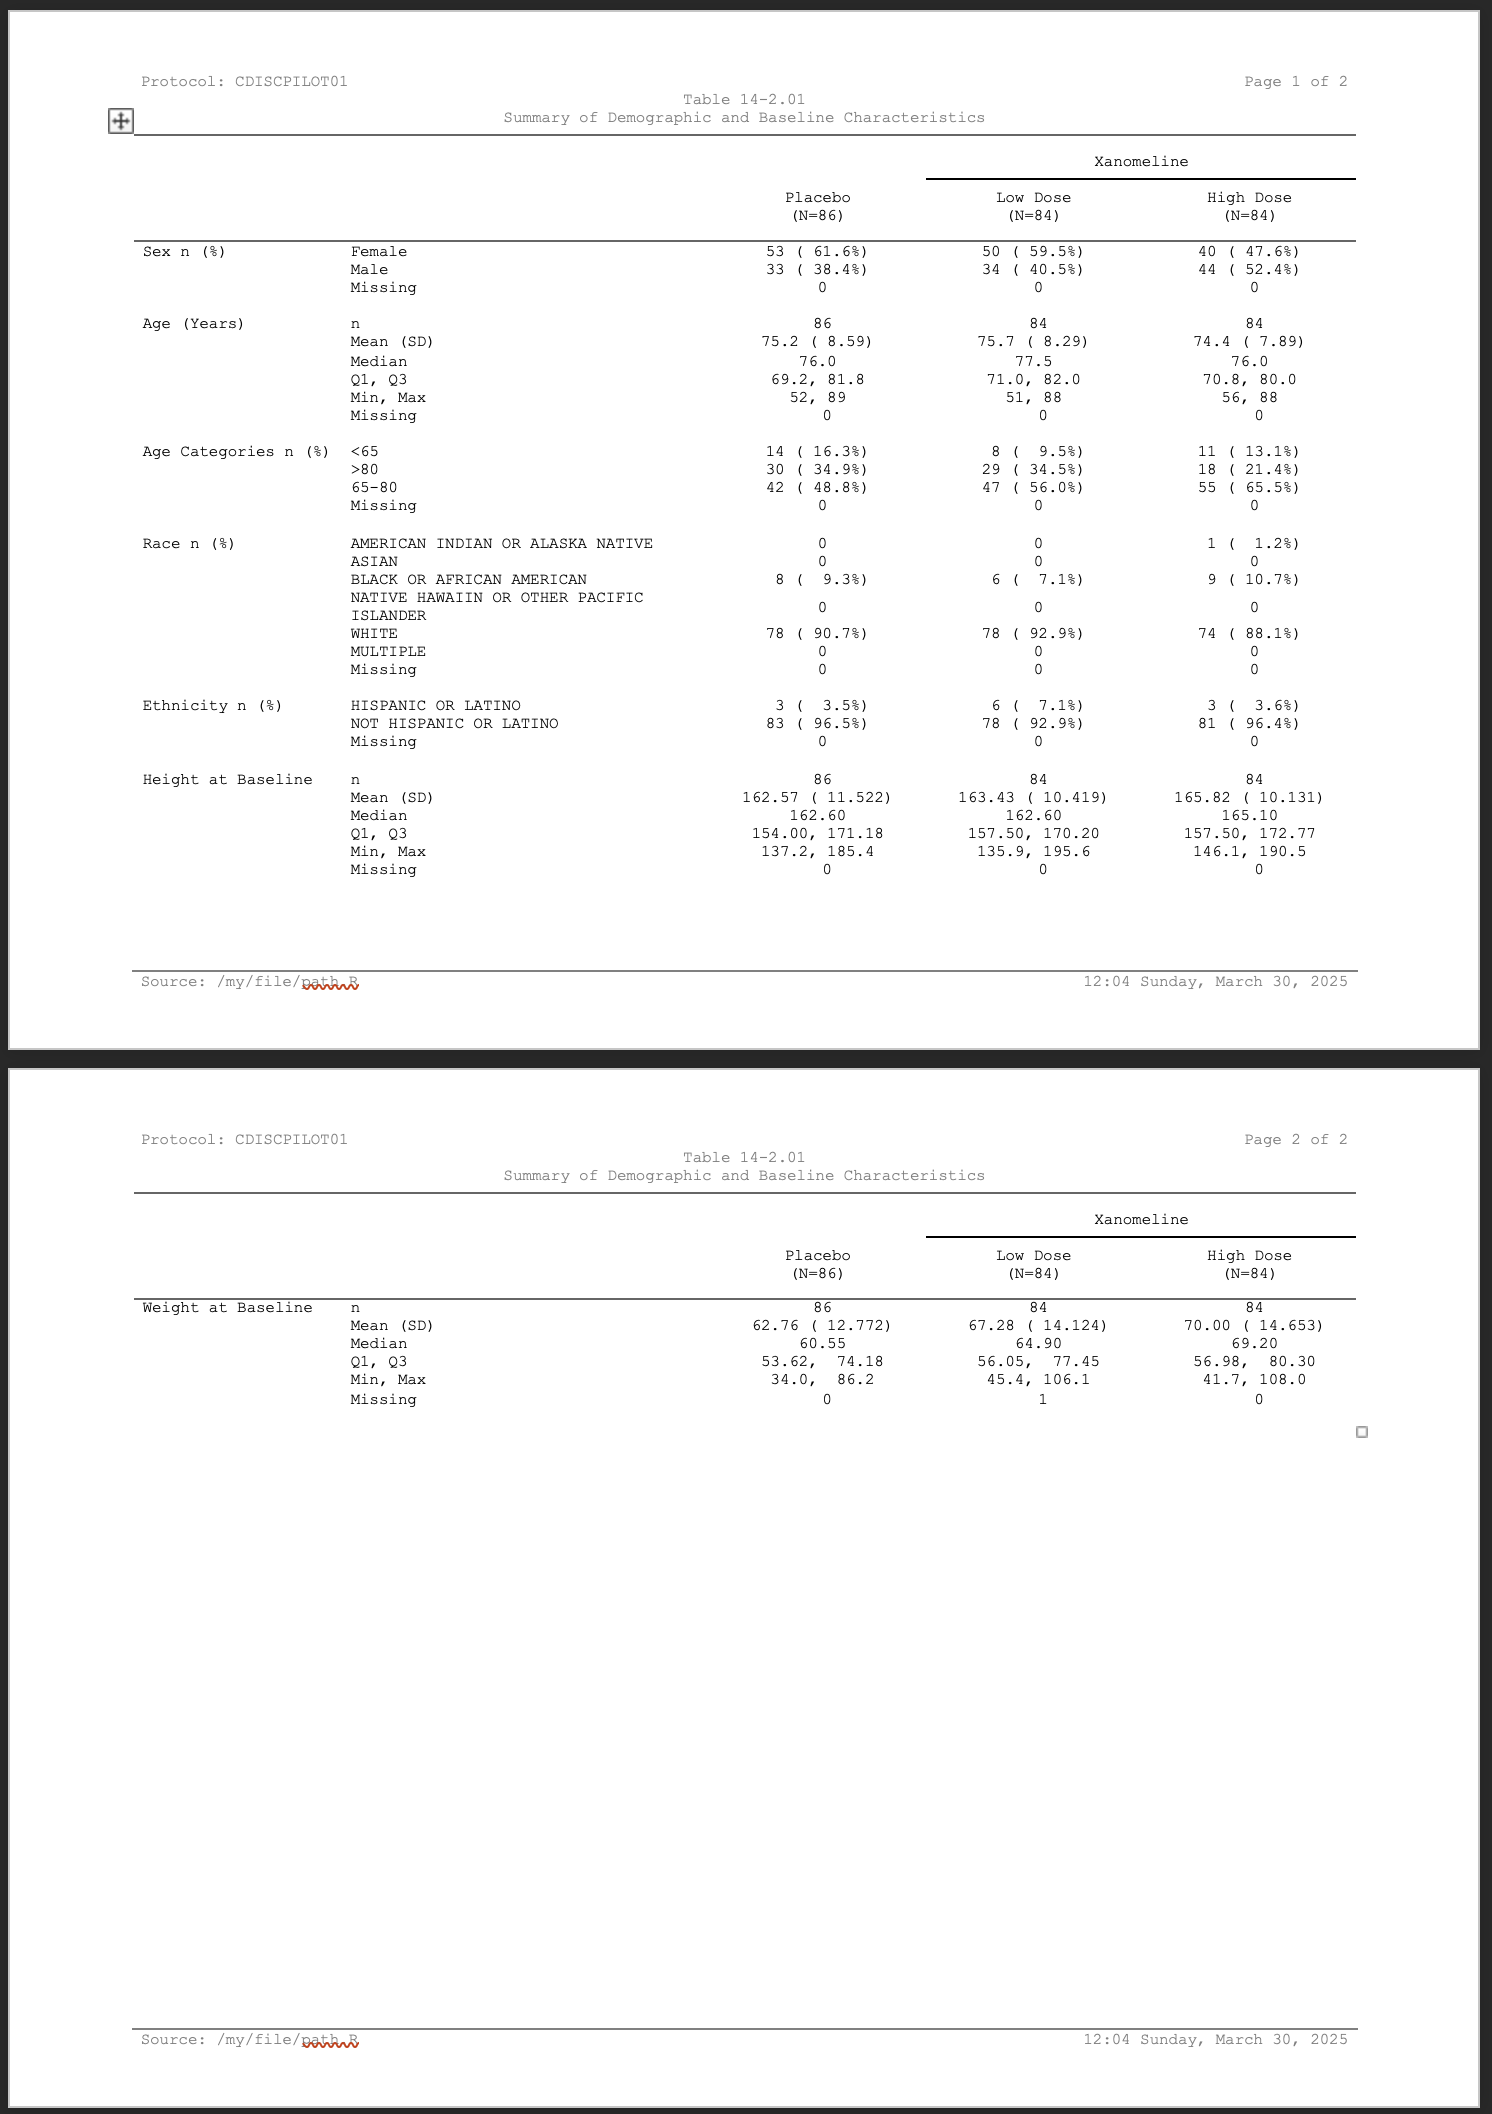 Protocol: CDISCPILOT01 Page 1 of 2
Table 14-2.01
Summary of Demographic and Baseline Characteristics
Xanomeline
Placebo Low Dose High Dose
(N=86) (N=84) (N=84)
Sex n (%) Female 53 ( 61.6%) 50 ( 59.5%) 40 ( 47.6%)
Male 33 ( 38.4%) 34 ( 40.5%) 44 ( 52.4%)
Missing 0 0 0
Age (Years) n 86 84 84
Mean (SD) 75.2 ( 8.59) 75.7 ( 8.29) 74.4 ( 7.89)
Median 76.0 77.5 76.0
Q1, Q3 69.2, 81.8 71.0, 82.0 70.8, 80.0
Min, Max 52, 89 51, 88 56, 88
Missing 0 0 0
Age Categories n (%) <65 14 ( 16.3%) 8 (  9.5%) 11 ( 13.1%)
>80 30 ( 34.9%) 29 ( 34.5%) 18 ( 21.4%)
65-80 42 ( 48.8%) 47 ( 56.0%) 55 ( 65.5%)
Missing 0 0 0
Race n (%) AMERICAN INDIAN OR ALASKA NATIVE 0 0 1 (  1.2%)
ASIAN 0 0 0
BLACK OR AFRICAN AMERICAN 8 (  9.3%) 6 (  7.1%) 9 ( 10.7%)
NATIVE HAWAIIN OR OTHER PACIFIC
ISLANDER 0 0 0
WHITE 78 ( 90.7%) 78 ( 92.9%) 74 ( 88.1%)
MULTIPLE 0 0 0
Missing 0 0 0
Ethnicity n (%) HISPANIC OR LATINO 3 (  3.5%) 6 (  7.1%) 3 (  3.6%)
NOT HISPANIC OR LATINO 83 ( 96.5%) 78 ( 92.9%) 81 ( 96.4%)
Missing 0 0 0
Height at Baseline n 86 84 84
Mean (SD) 162.57 ( 11.522) 163.43 ( 10.419) 165.82 ( 10.131)
Median 162.60 162.60 165.10
Q1, Q3 154.00, 171.18 157.50, 170.20 157.50, 172.77
Min, Max 137.2, 185.4 135.9, 195.6 146.1, 190.5
Missing 0 0 0
Source: /my/file/path.R 12:04 Sunday, March 30, 2025
Protocol: CDISCPILOT01 Page 2 of 2
Table 14-2.01
Summary of Demographic and Baseline Characteristics
Xanomeline
Placebo Low Dose High Dose
(N=86) (N=84) (N=84)
Weight at Baseline n 86 84 84
Mean (SD) 62.76 ( 12.772) 67.28 ( 14.124) 70.00 ( 14.653)
Median 60.55 64.90 69.20
Q1, Q3 53.62,  74.18 56.05,  77.45 56.98,  80.30
Min, Max 34.0,  86.2 45.4, 106.1 41.7, 108.0
Missing 0 1 0
Source: /my/file/path.R 12:04 Sunday, March 30, 2025